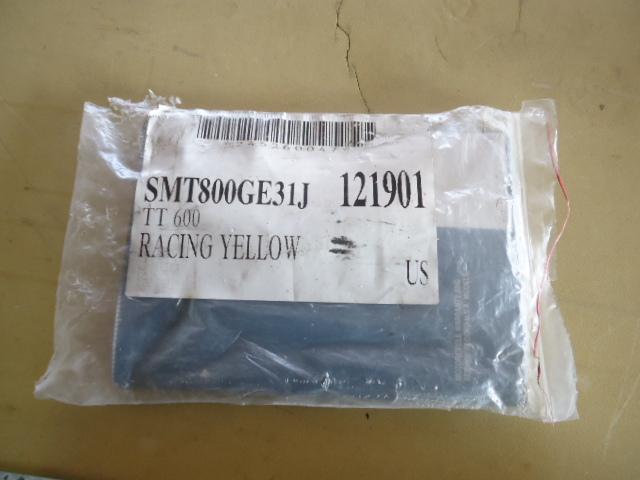 SMT800GE31J 121901
TT 600
RACING YELLOW
US